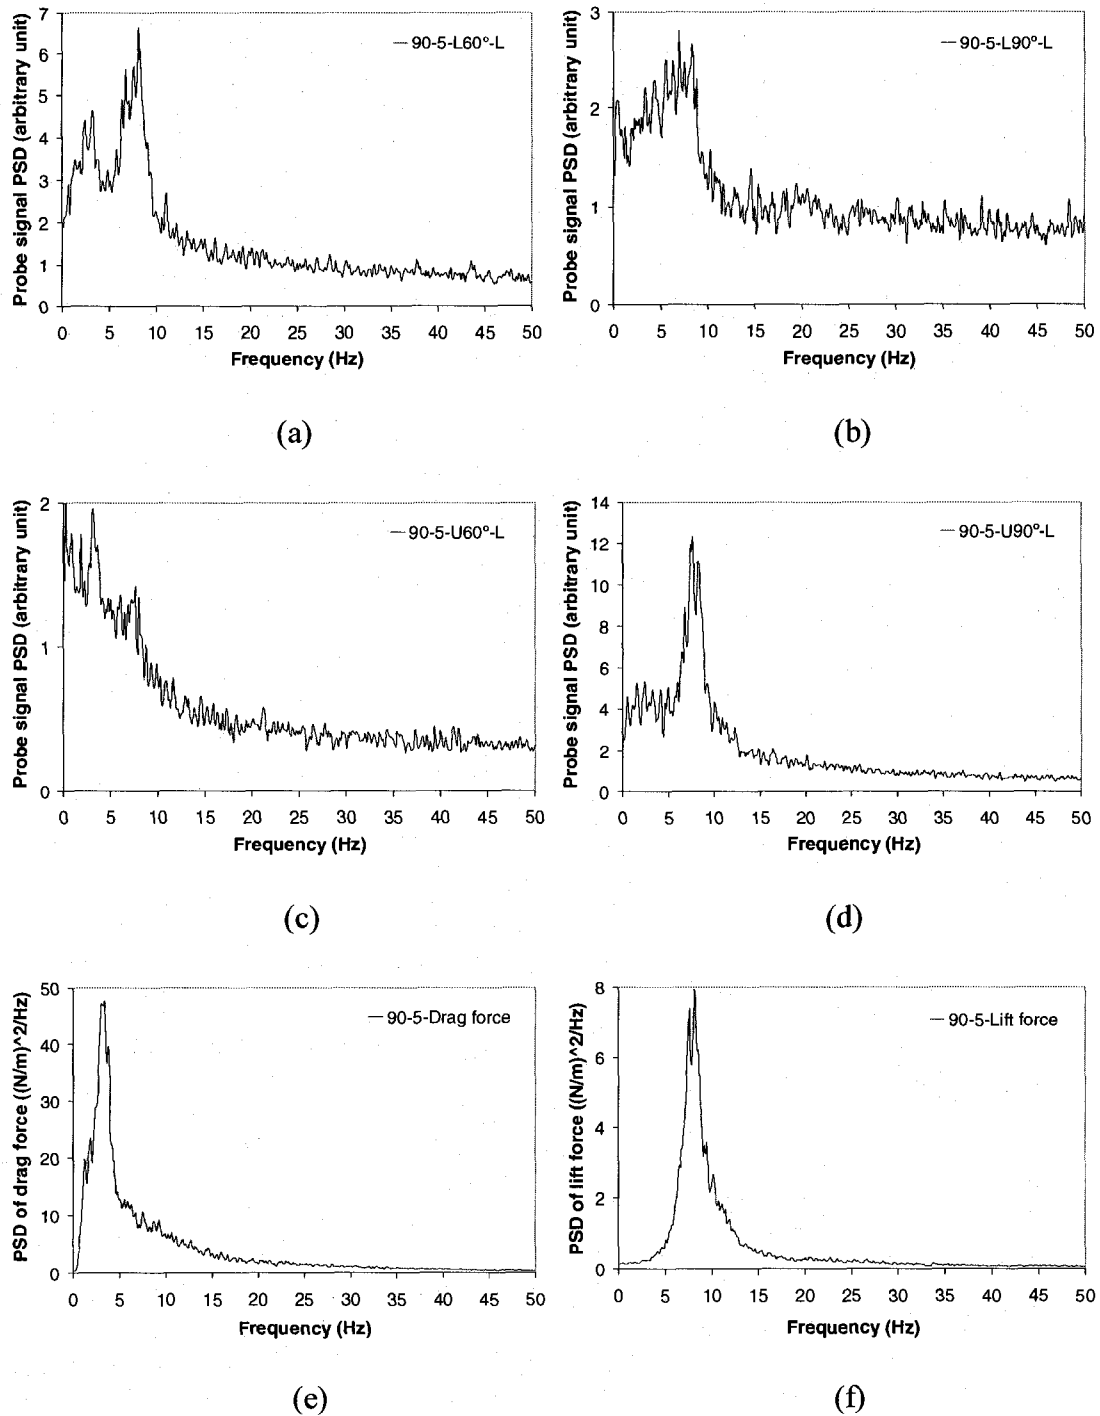 Probe signal PSD (arbitrary unit)
7
6
5
4
3
2
1
0
90-5-L60°-L
0 5 10 15 20 25 30 35 40 45 50
Frequency (Hz)
(a)
Probe signal PSD (arbitrary unit)
3
2
1
0
90-5-L90°-L
0 5 10 15 20 25 30 35 40 45 50
Frequency (Hz)
(b)
Probe signal PSD (arbitrary unit)
2
1
0
90-5-U60°-L
0 5 10 15 20 25 30 35 40 45 50
Frequency (Hz)
(c)
Probe signal PSD (arbitrary unit)
14
12
10
8
6
4
2
0
90-5-U90°-L
0 5 10 15 20 25 30 35 40 45 50
Frequency (Hz)
(d)
PSD of drag force ((N/m)^2/Hz)
50
40
30
20
10
0
90-5-Drag force
0 5 10 15 20 25 30 35 40 45 50
Frequency (Hz)
(e)
PSD of lift force ((N/m)^2/Hz)
8
6
4
2
0
90-5-Lift force
0 5 10 15 20 25 30 35 40 45 50
Frequency (Hz)
(f)